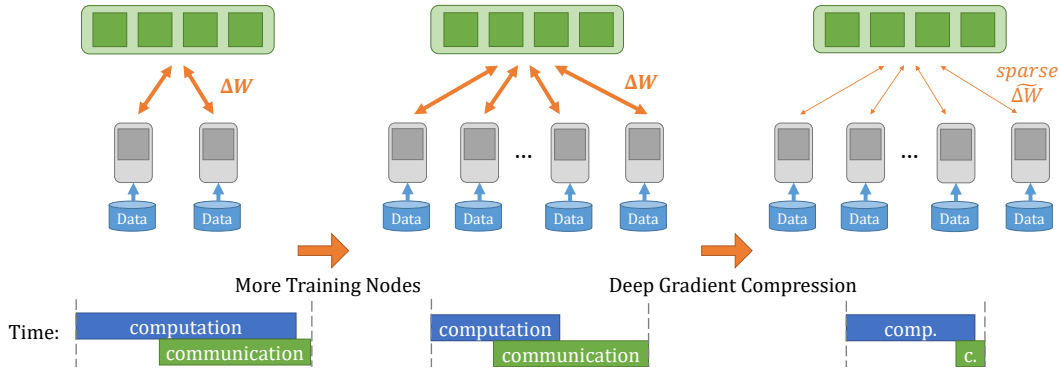 ΔW
ΔW
sparse
\widetilde{ΔW}
... ...
Data Data Data Data Data Data Data Data Data Data
More Training Nodes Deep Gradient Compression
Time: computation computation comp.
communication communication c.